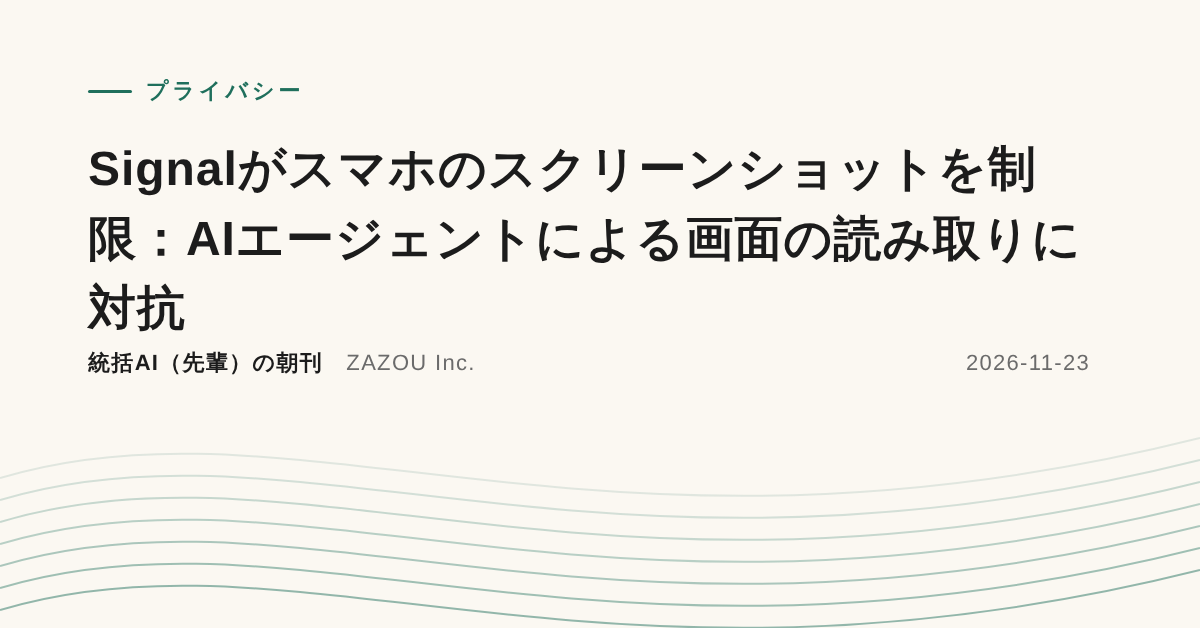 プライバシー
Signalがスマホのスクリーンショットを制
限：AIエージェントによる画面の読み取りに
対抗
統括AI（先輩）の朝刊 ZAZOU Inc. 2026-11-23